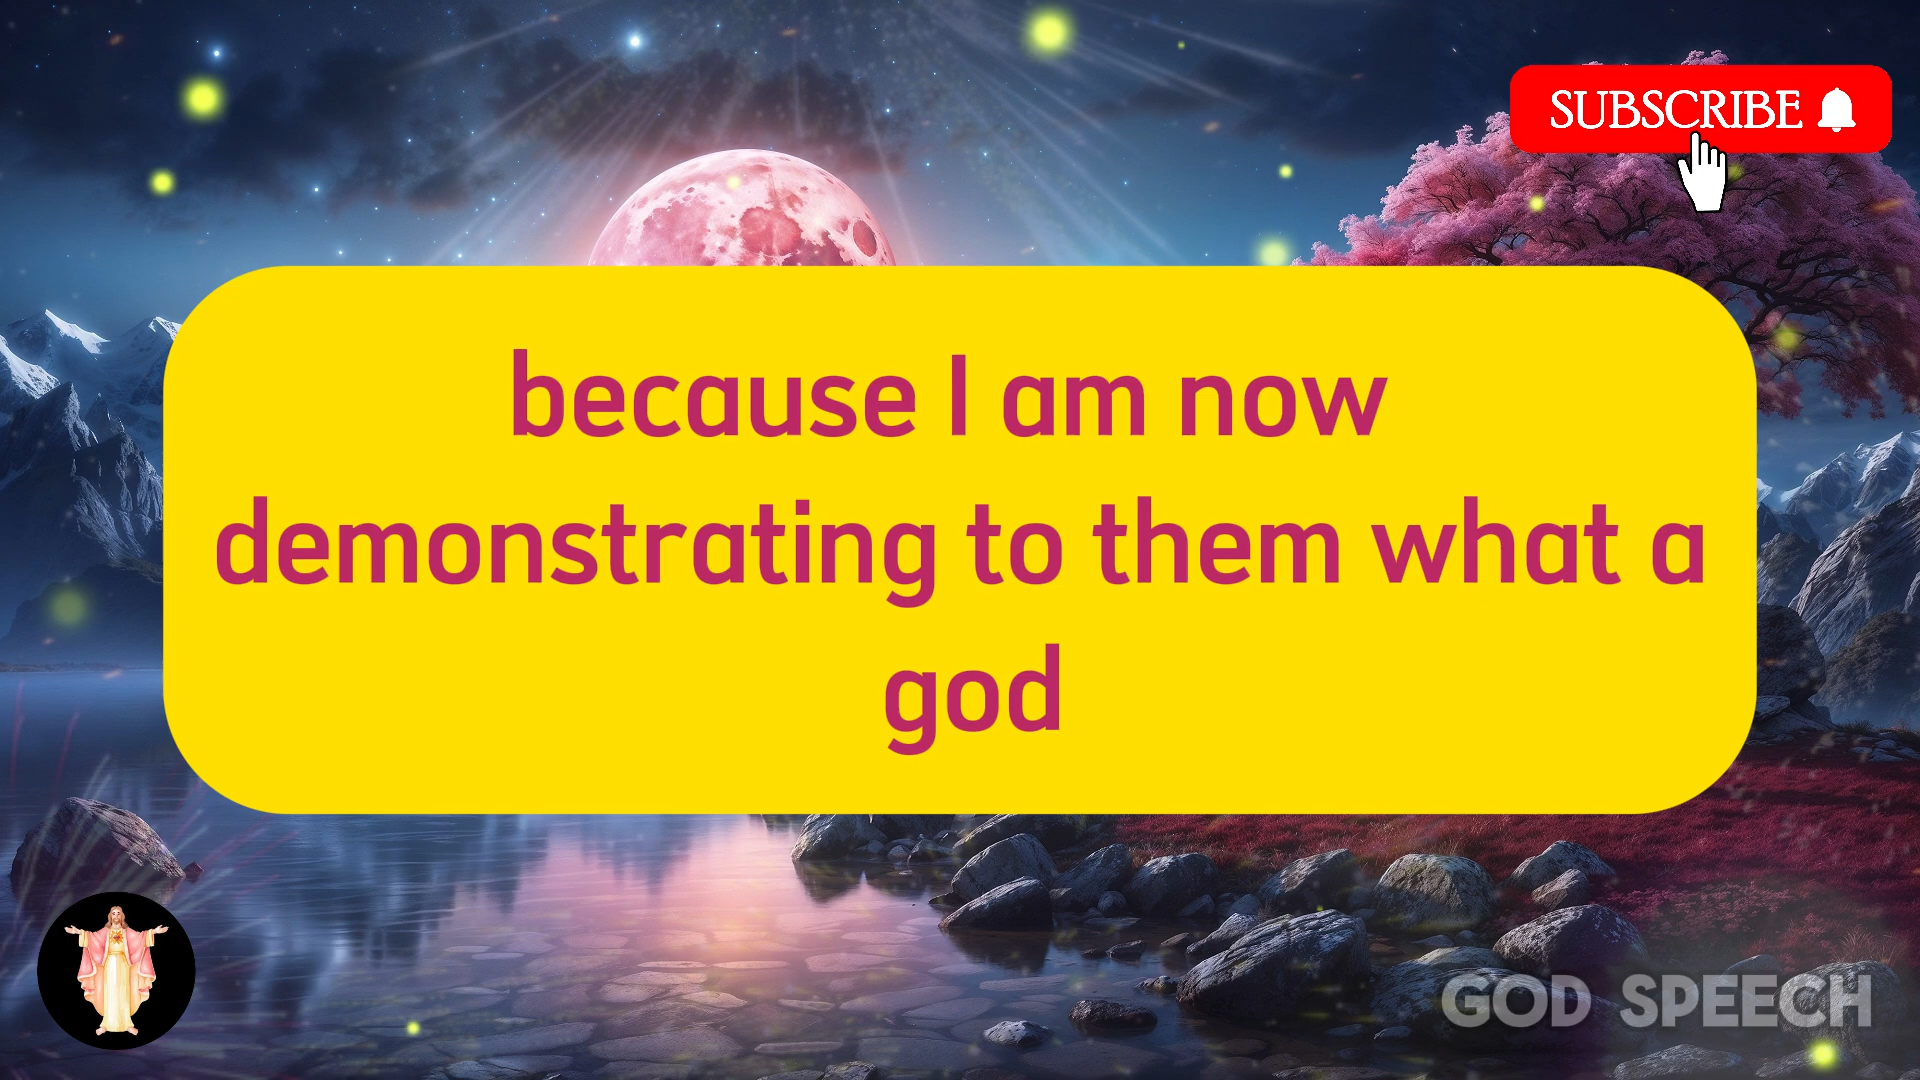 SUBSCRIBE
because I am now
demonstrating to them what a
god
GOD SPEECH